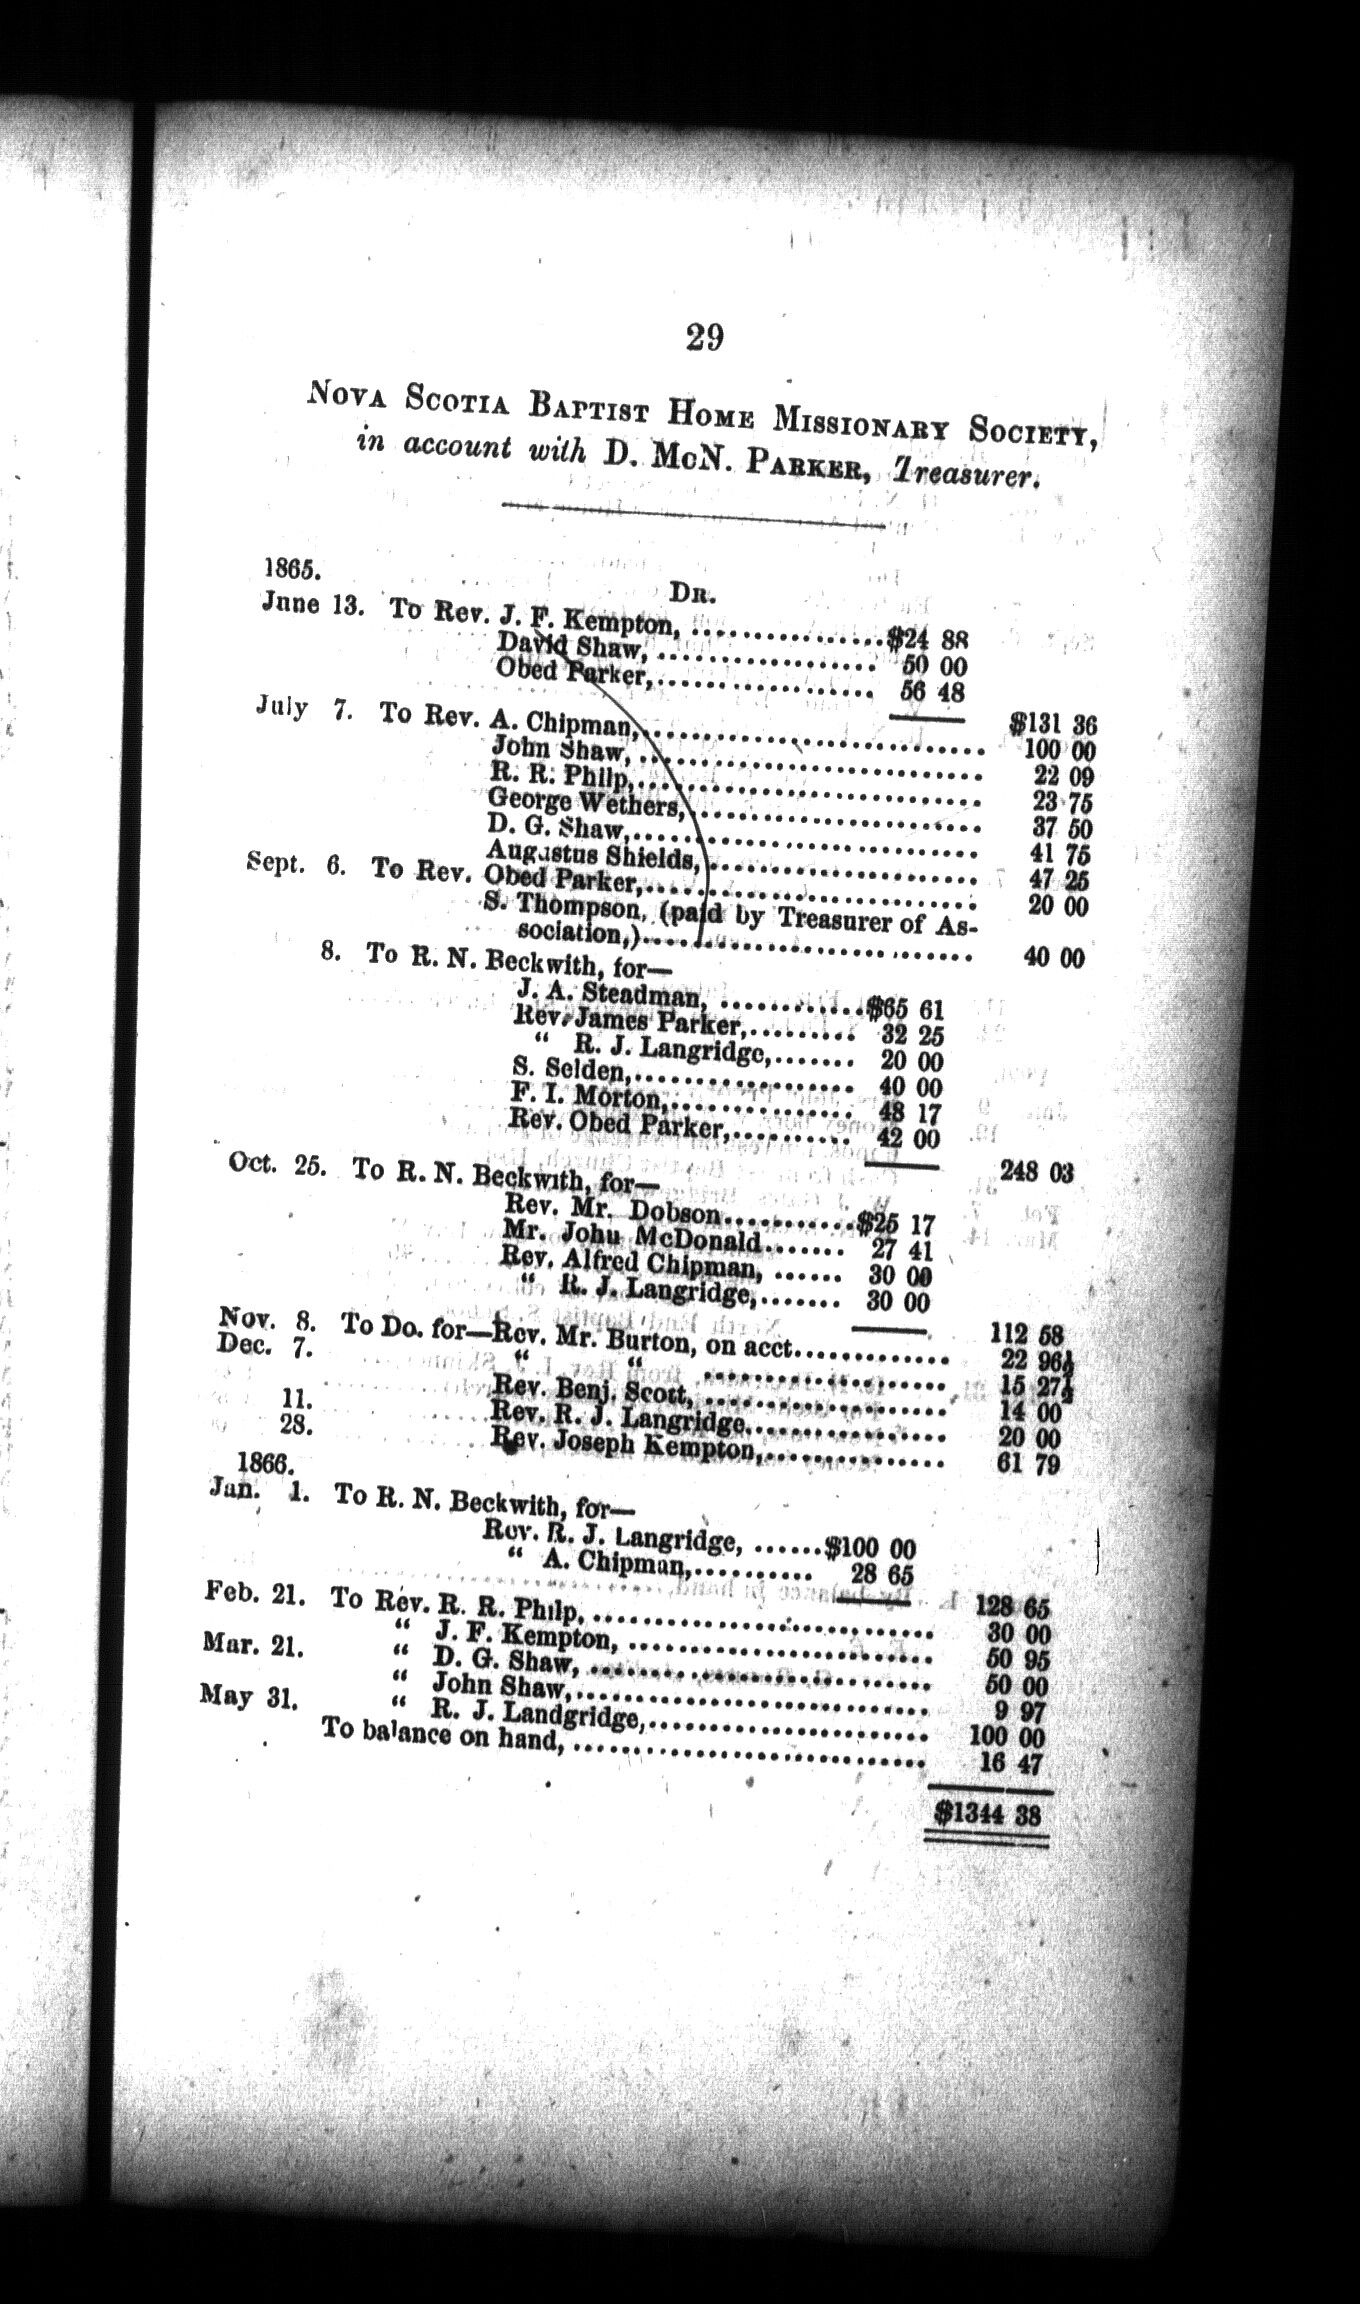 29
NOVA SCOTIA BAPTIST HOME MISSIONARY SOCIETY,
in account with D. McN. PARKER, Treasurer.
1865.
DR.
June 13. To Rev. J. F. Kempton, ................$24 88
David Shaw, .................. 50 00
Obed Parker, .................. 56 48
$131 36
July 7. To Rev. A. Chipman, ............................ 100 00
John Shaw, ............................ 22 09
R. R. Philp, ............................ 23 75
George Wethers, ........................ 37 50
D. G. Shaw, ............................ 41 75
Augustus Shields, ....................... 47 25
Sept. 6. To Rev. Obed Parker, ............................ 20 00
S. Thompson, (paid by Treasurer of As-
sociation,) ........................... 40 00
8. To R. N. Beckwith, for—
J. A. Steadman, ............$65 61
Rev. James Parker, ......... 32 25
“ R. J. Langridge, ....... 20 00
S. Selden, .................. 40 00
F. I. Morton, ............... 48 17
Rev. Obed Parker, .......... 42 00
248 03
Oct. 25. To R. N. Beckwith, for—
Rev. Mr. Dobson...........$25 17
Mr. John McDonald....... 27 41
Rev. Alfred Chipman, ...... 30 00
“ R. J. Langridge, ....... 30 00
112 58
Nov. 8. To Do. for—Rev. Mr. Burton, on acct............. 22 96½
Dec. 7. “ “ .................... 15 27½
Rev. Benj. Scott, .................... 14 00
11. Rev. R. J. Langridge................. 20 00
28. Rev. Joseph Kempton, ............... 61 79
1866.
Jan. 1. To R. N. Beckwith, for—
Rev. R. J. Langridge, ......$100 00
“ A. Chipman, .......... 28 65
128 65
Feb. 21. To Rev. R. R. Philp, ............................ 30 00
“ J. F. Kempton, ......................... 50 95
Mar. 21. “ D. G. Shaw, ............................ 50 00
“ John Shaw, ............................. 9 97
May 31. “ R. J. Landgridge, ....................... 100 00
To balance on hand, ............................. 16 47
$1344 38